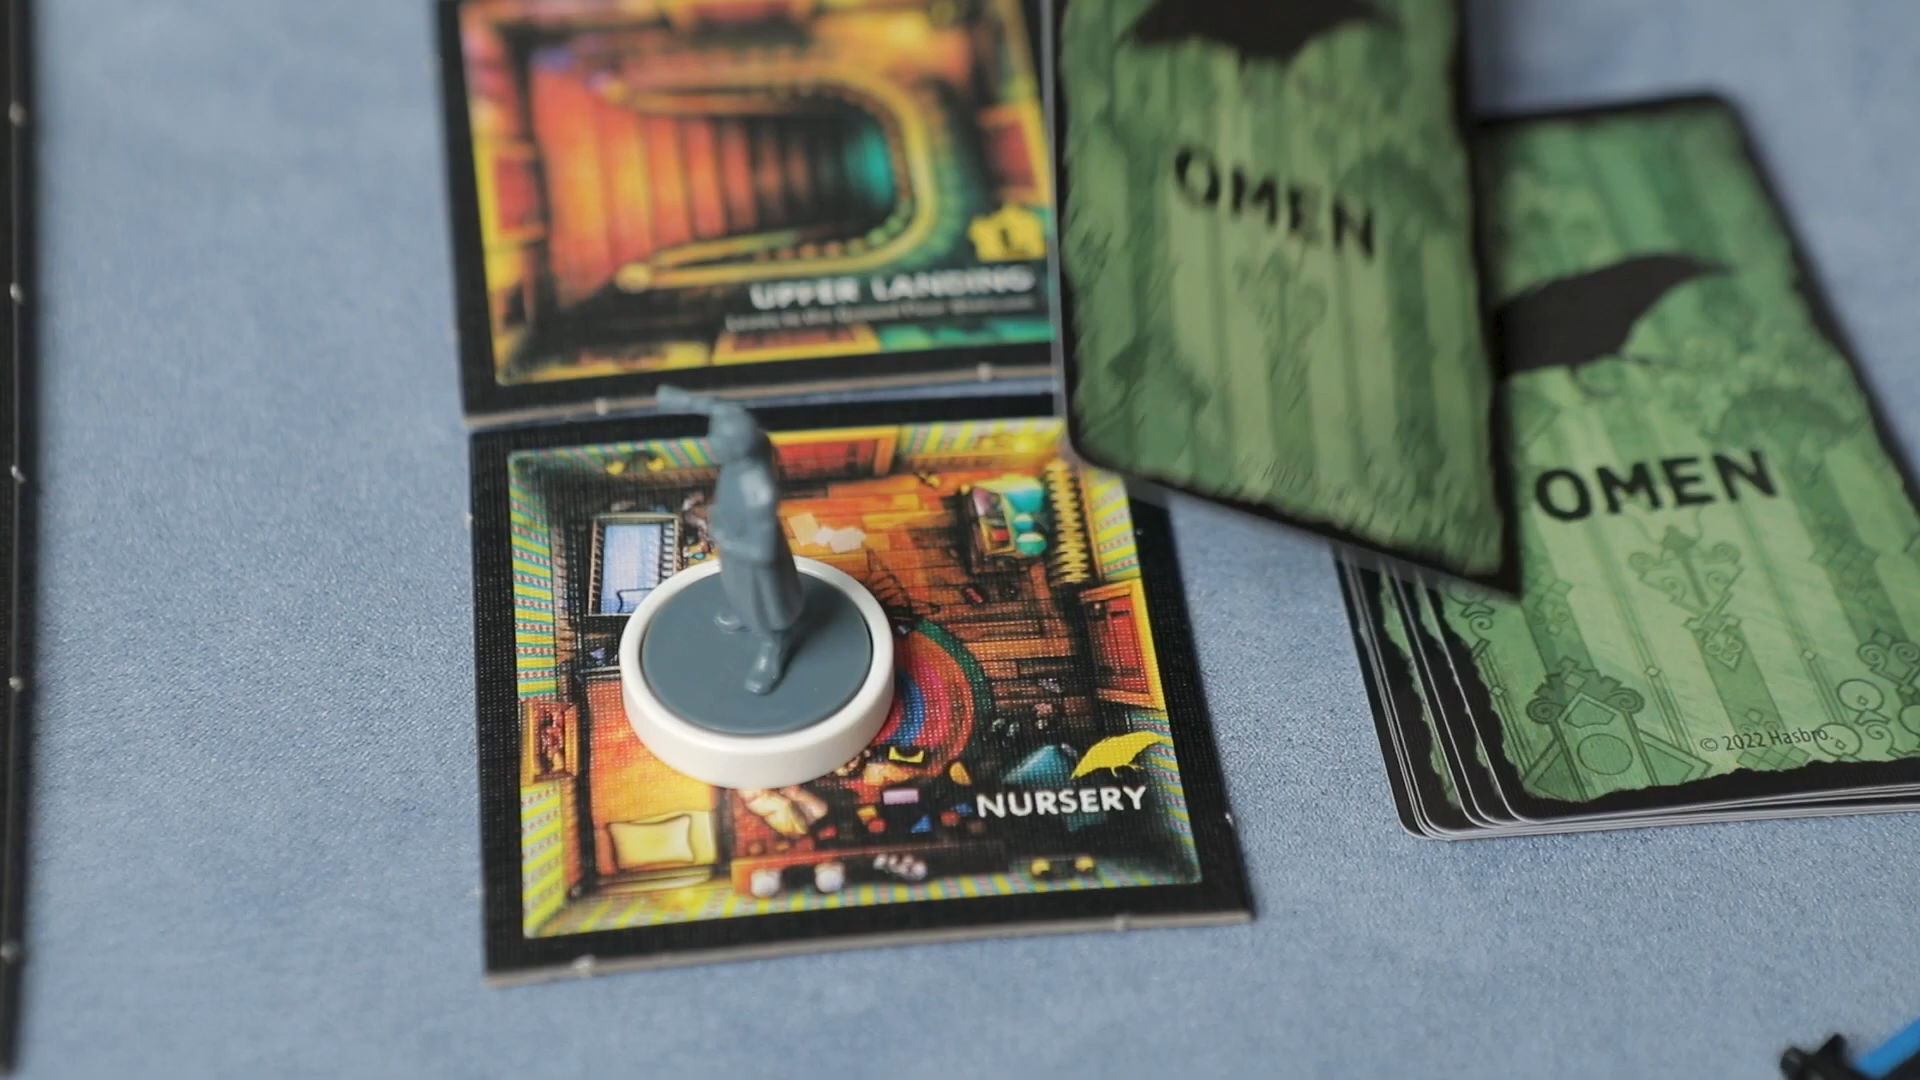 UPPER LANDING
OMEN
OMEN
© 2022 Hasbro.
NURSERY